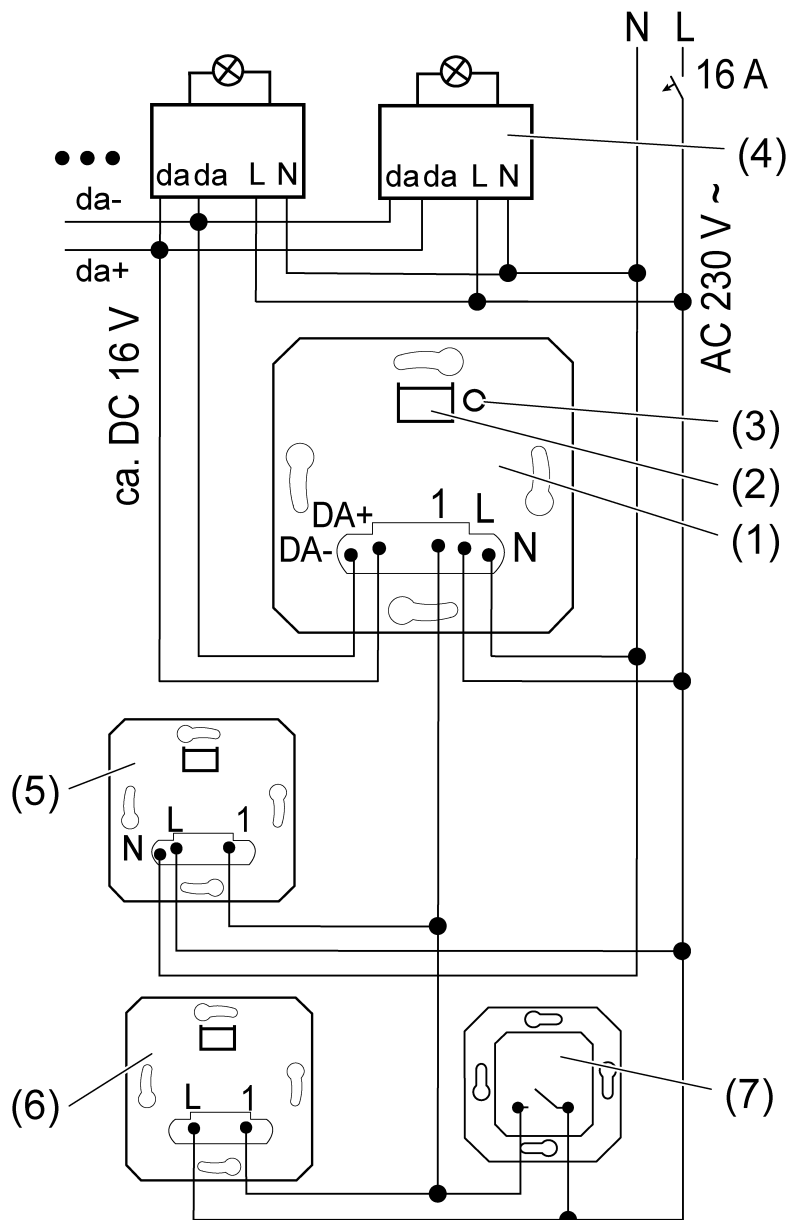 N L
16 A
(4)
da da L N
da da L N
da-
da+
AC 230 V ~
ca. DC 16 V
(3)
(2)
(1)
DA+
1
L
DA-
N
(5)
L
1
N
(6)
L
1
(7)